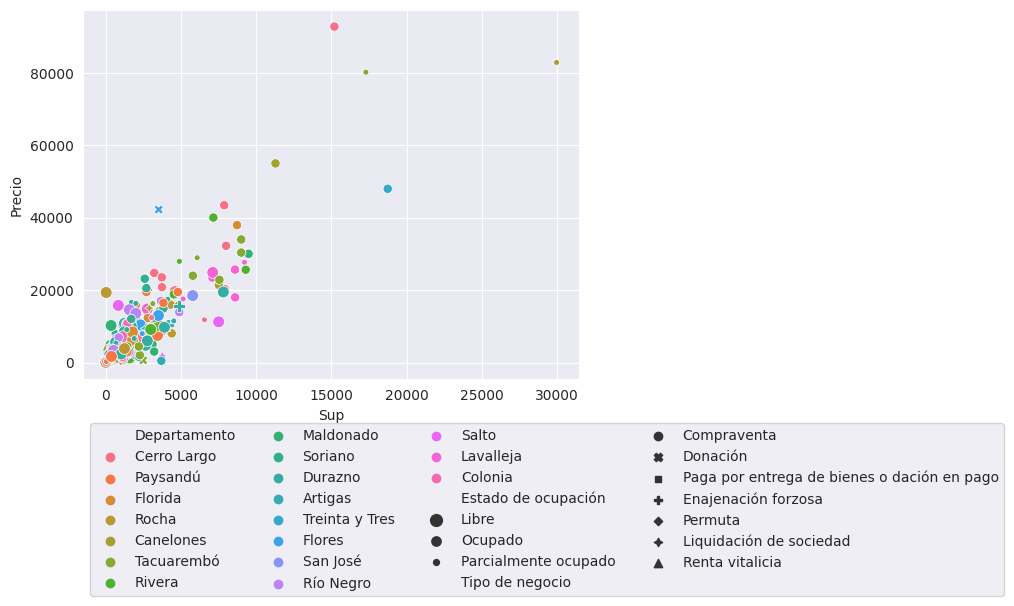 80000
60000
40000
20000
0
Precio
0 5000 10000 15000 20000 25000 30000
Sup
Departamento
Cerro Largo
Paysandú
Florida
Rocha
Canelones
Tacuarembó
Rivera
Maldonado
Soriano
Durazno
Artigas
Treinta y Tres
Flores
San José
Río Negro
Salto
Lavalleja
Colonia
Estado de ocupación
Libre
Ocupado
Parcialmente ocupado
Tipo de negocio
Compraventa
Donación
Paga por entrega de bienes o dación en pago
Enajenación forzosa
Permuta
Liquidación de sociedad
Renta vitalicia